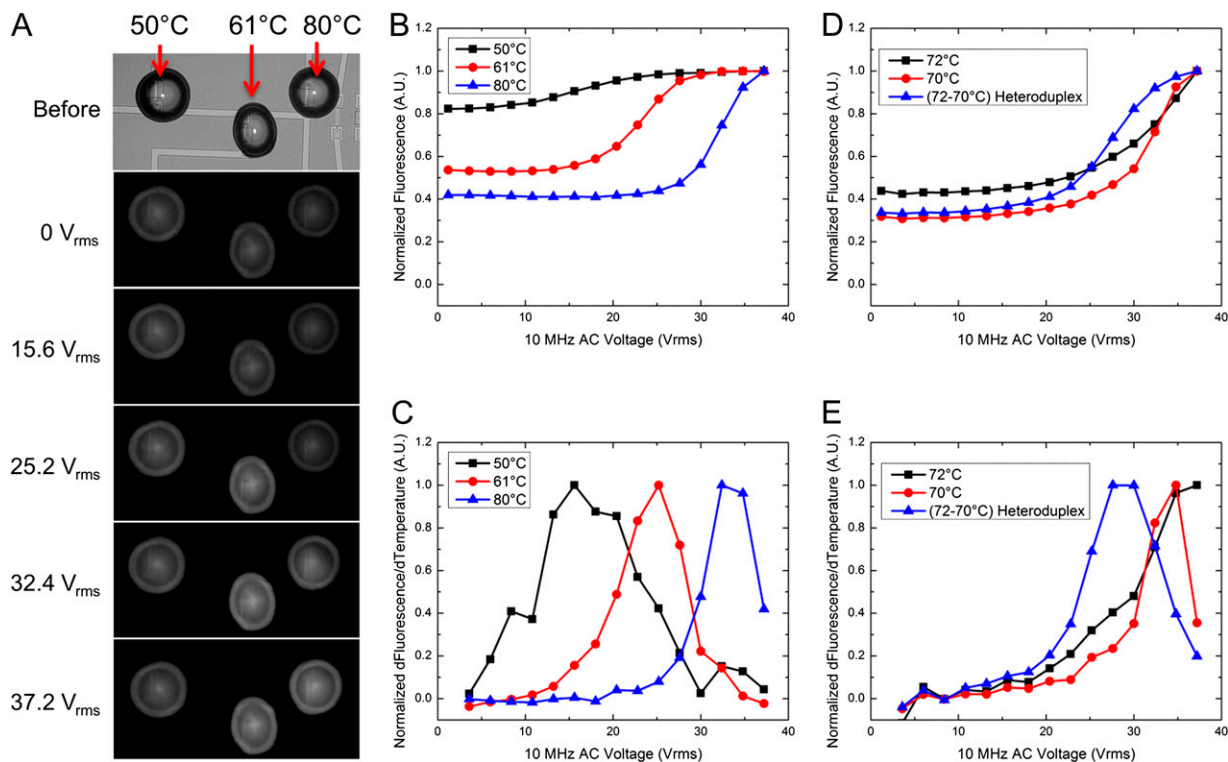 A
50°C 61°C 80°C
Before
0 Vrms
15.6 Vrms
25.2 Vrms
32.4 Vrms
37.2 Vrms
B
50°C
61°C
80°C
Normalized Fluorescence (A.U.)
1.2
1.0
0.8
0.6
0.4
0.2
0.0
0 10 20 30 40
10 MHz AC Voltage (Vrms)
C
50°C
61°C
80°C
Normalized dFluorescence/dTemperature (A.U.)
1.2
1.0
0.8
0.6
0.4
0.2
0.0
0 10 20 30 40
10 MHz AC Voltage (Vrms)
D
72°C
70°C
(72-70°C) Heteroduplex
Normalized Fluorescence (A.U.)
1.2
1.0
0.8
0.6
0.4
0.2
0.0
0 10 20 30 40
10 MHz AC Voltage (Vrms)
E
72°C
70°C
(72-70°C) Heteroduplex
Normalized dFluorescence/dTemperature (A.U.)
1.2
1.0
0.8
0.6
0.4
0.2
0.0
0 10 20 30 40
10 MHz AC Voltage (Vrms)